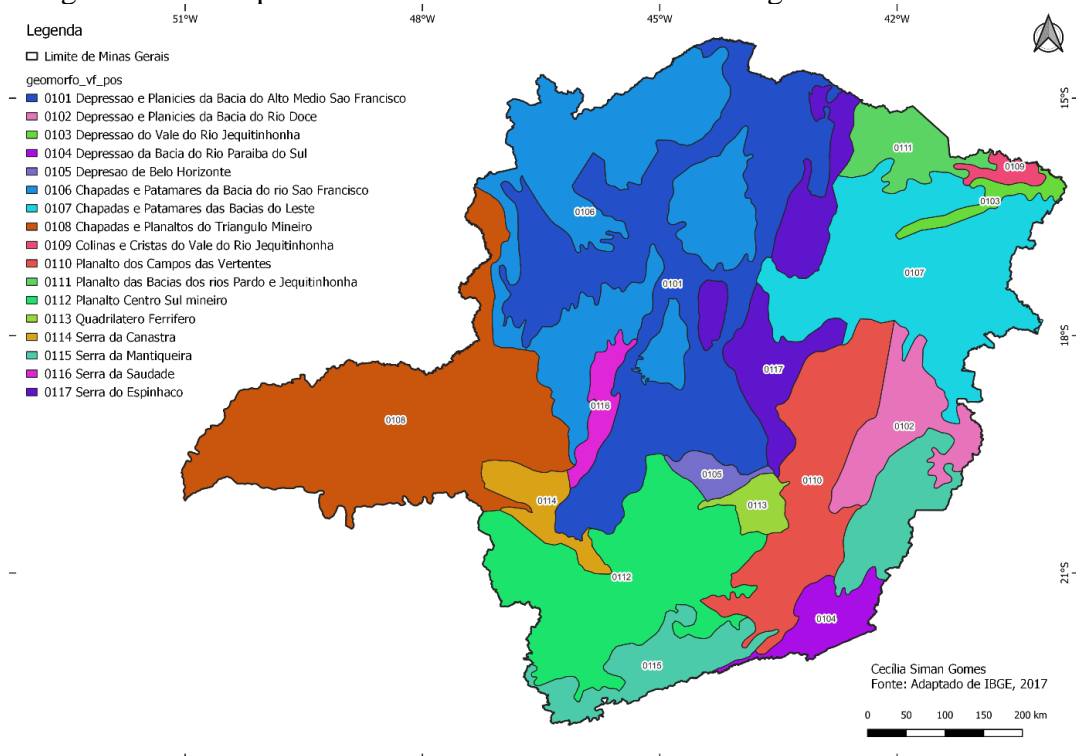 51°W 48°W 45°W 42°W
Legenda
Limite de Minas Gerais
geomorfo_vf_pos
0101 Depressao e Planicies da Bacia do Alto Medio Sao Francisco
0102 Depressao e Planicies da Bacia do Rio Doce
0103 Depressao do Vale do Rio Jequitinhonha
0104 Depressao da Bacia do Rio Paraiba do Sul
0105 Depresao de Belo Horizonte
0106 Chapadas e Patamares da Bacia do rio Sao Francisco
0107 Chapadas e Patamares das Bacias do Leste
0108 Chapadas e Planaltos do Triangulo Mineiro
0109 Colinas e Cristas do Vale do Rio Jequitinhonha
0110 Planalto dos Campos das Vertentes
0111 Planalto das Bacias dos rios Pardo e Jequitinhonha
0112 Planalto Centro Sul mineiro
0113 Quadrilatero Ferrifero
0114 Serra da Canastra
0115 Serra da Mantiqueira
0116 Serra da Saudade
0117 Serra do Espinhaco
15°S
0111
0109
0103
0106
0107
0101
18°S
0117
0116
0108
0102
0105
0110
0114
0113
0112
21°S
0104
0115
Cecília Siman Gomes
Fonte: Adaptado de IBGE, 2017
0 50 100 150 200 km